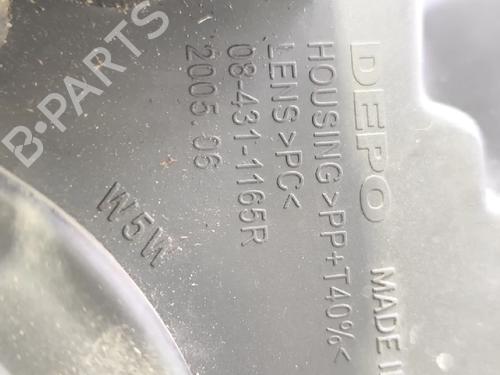 DEPO MADE
HOUSING>PP+T40%<
LENS>PC<
08-431-1165R
2005.06
W5W
B-PARTS